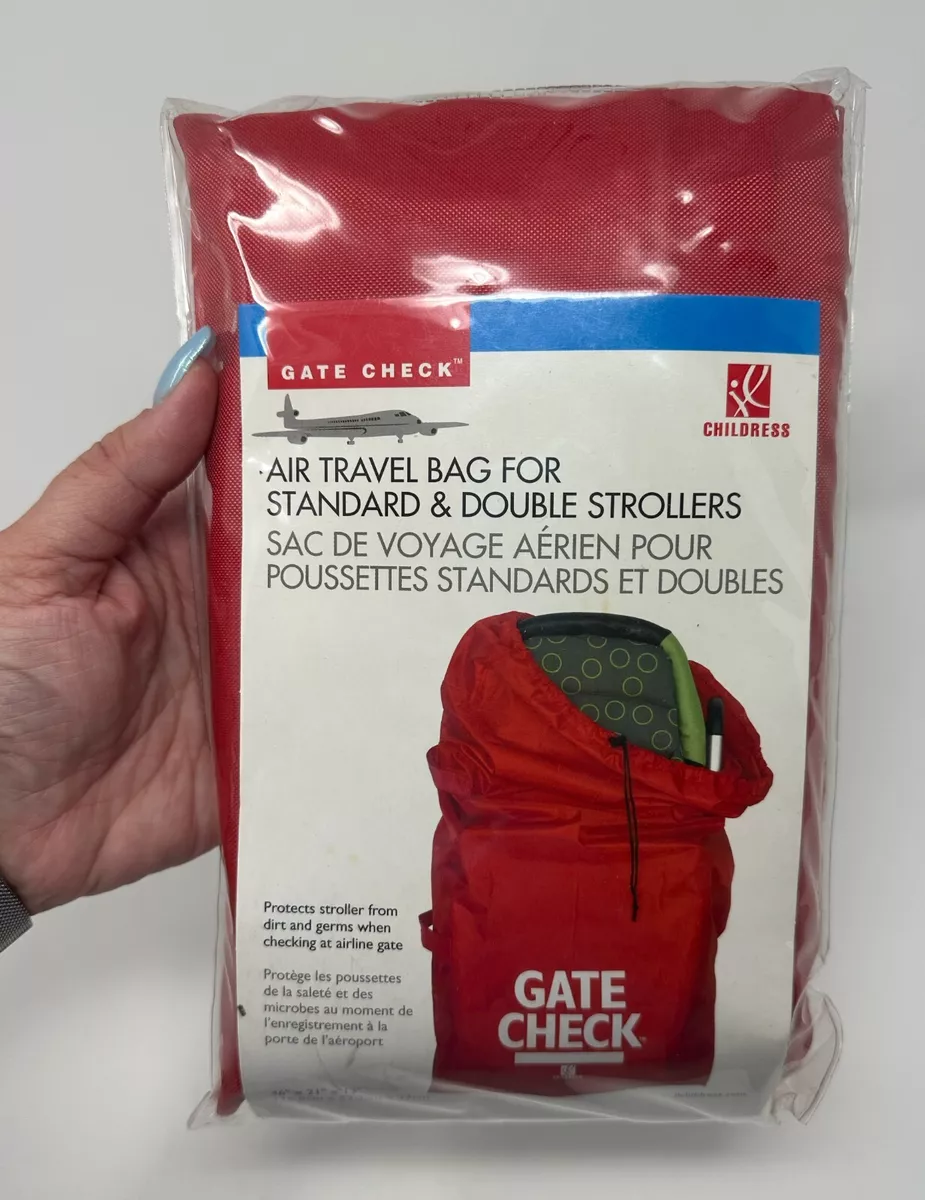 GATE CHECK™
CHILDRESS
AIR TRAVEL BAG FOR
STANDARD & DOUBLE STROLLERS
SAC DE VOYAGE AÉRIEN POUR
POUSSETTES STANDARDS ET DOUBLES
Protects stroller from
dirt and germs when
checking at airline gate
Protège les poussettes
de la saleté et des
microbes au moment de
l'enregistrement à la
porte de l'aéroport
GATE
CHECK